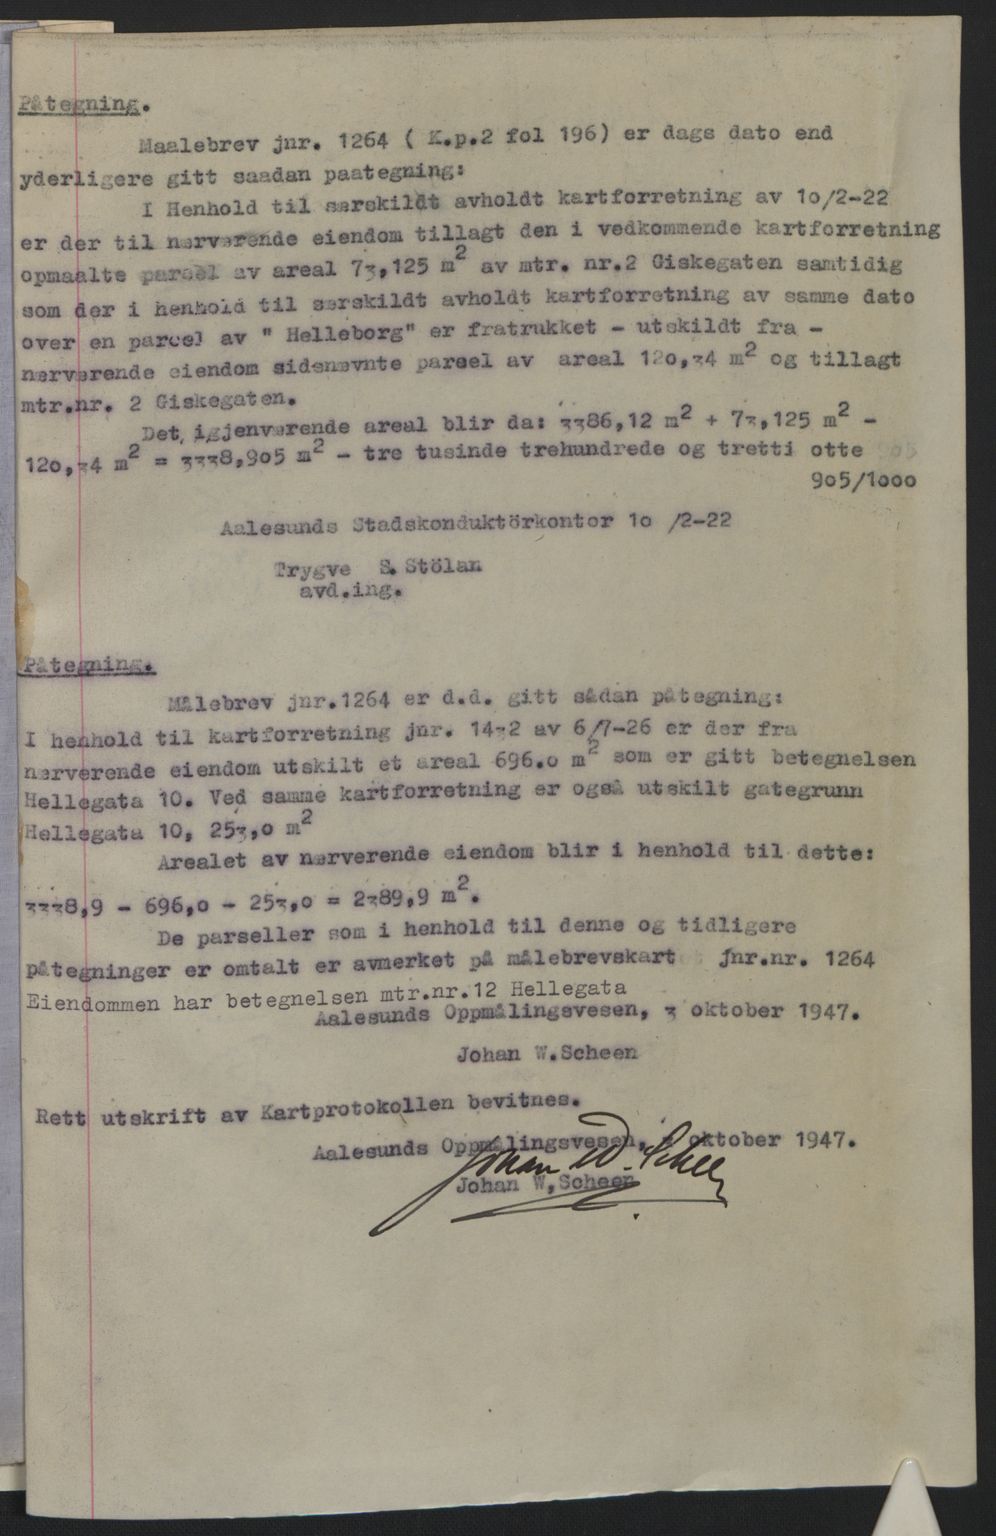 Påtegning.
Maalebrev jnr. 1264 ( K.p.2 fol 196) er dags dato end
yderligere gitt saadan paategning:
I Henhold til særskildt avholdt kartforretning av 10/2-22
er der til nærværende eiendom tillagt den i vedkommende kartforretning
opmaalte parsel av areal 73,125 m2 av mtr. nr.2 Giskegaten samtidig
som der i henhold til særskildt avholdt kartforretning av samme dato
over en parcel av " Helleborg" er fratrukket - utskildt fra -
nærværende eiendom sidenævnte parsel av areal 120,34 m2 og tillagt
mtr.nr. 2 Giskegaten.
Det igjenværende areal blir da: 3386,12 m2 + 73,125 m2 -
120,34 m2 = 3338,905 m2 - tre tusinde trehundrede og tretti otte 905
905/1000
Aalesunds Stadskonduktörkontor 10 /2-22
Trygve S. Stölan
avd.ing.
Påtegning.
Målebrev jnr.1264 er d.d. gitt sådan påtegning:
I henhold til kartforretning jnr. 1432 av 6/7-26 er der fra
nærværende eiendom utskilt et areal 696.0 m2 som er gitt betegnelsen
Hellegata 10. Ved samme kartforretning er også utskilt gategrunn
Hellegata 10, 253,0 m2
Arealet av nærverende eiendom blir i henhold til dette:
3338,9 - 696,0 - 253,0 = 2389,9 m2.
De parseller som i henhold til denne og tidligere
påtegninger er omtalt er avmerket på målebrevskart jnr.nr. 1264
Eiendommen har betegnelsen mtr.nr.12 Hellegata
Aalesunds Oppmålingsvesen, 3 oktober 1947.
Johan W.Scheen
Rett utskrift av Kartprotokollen bevitnes.
Aalesunds Oppmålingsvesen, oktober 1947.
Johan W. Scheen
Johan W,Scheen